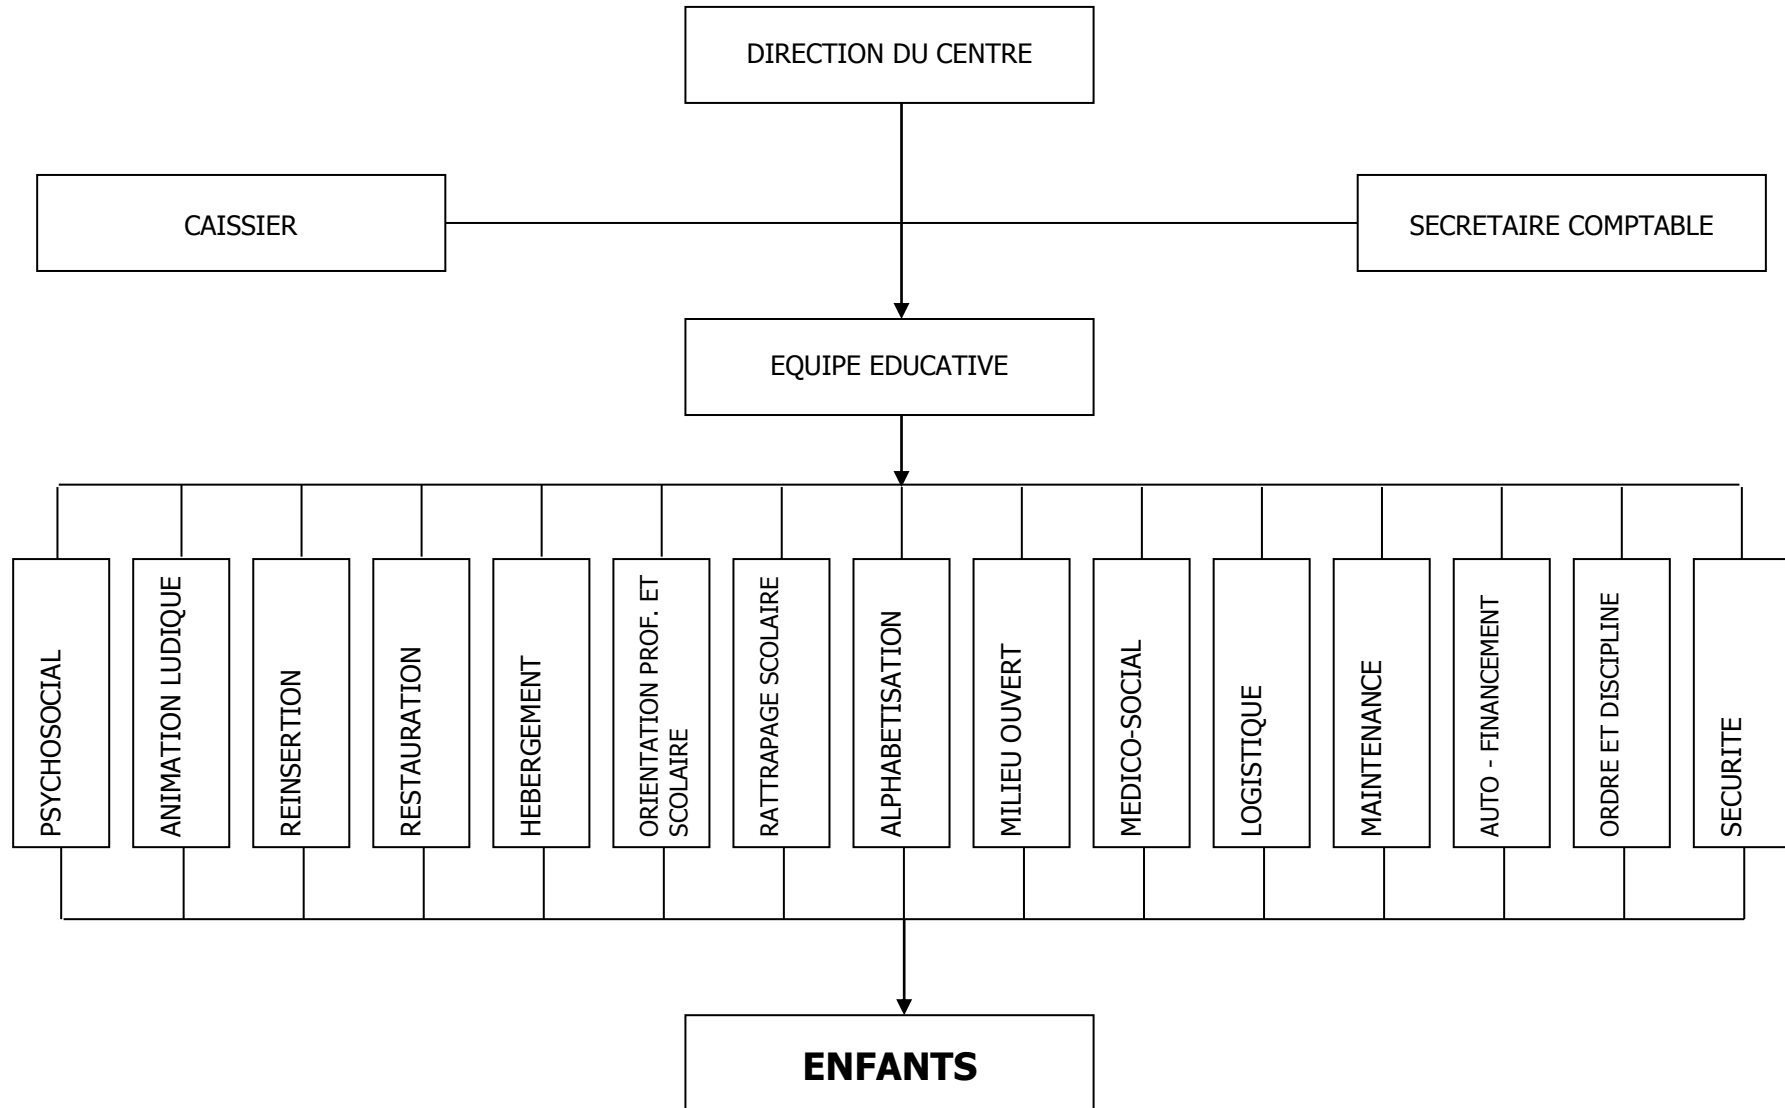 DIRECTION DU CENTRE
CAISSIER
SECRETAIRE COMPTABLE
EQUIPE EDUCATIVE
PSYCHOSOCIAL
ANIMATION LUDIQUE
REINSERTION
RESTAURATION
HEBERGEMENT
ORIENTATION PROF. ET
SCOLAIRE
RATTRAPAGE SCOLAIRE
ALPHABETISATION
MILIEU OUVERT
MEDICO-SOCIAL
LOGISTIQUE
MAINTENANCE
AUTO - FINANCEMENT
ORDRE ET DISCIPLINE
SECURITE
ENFANTS